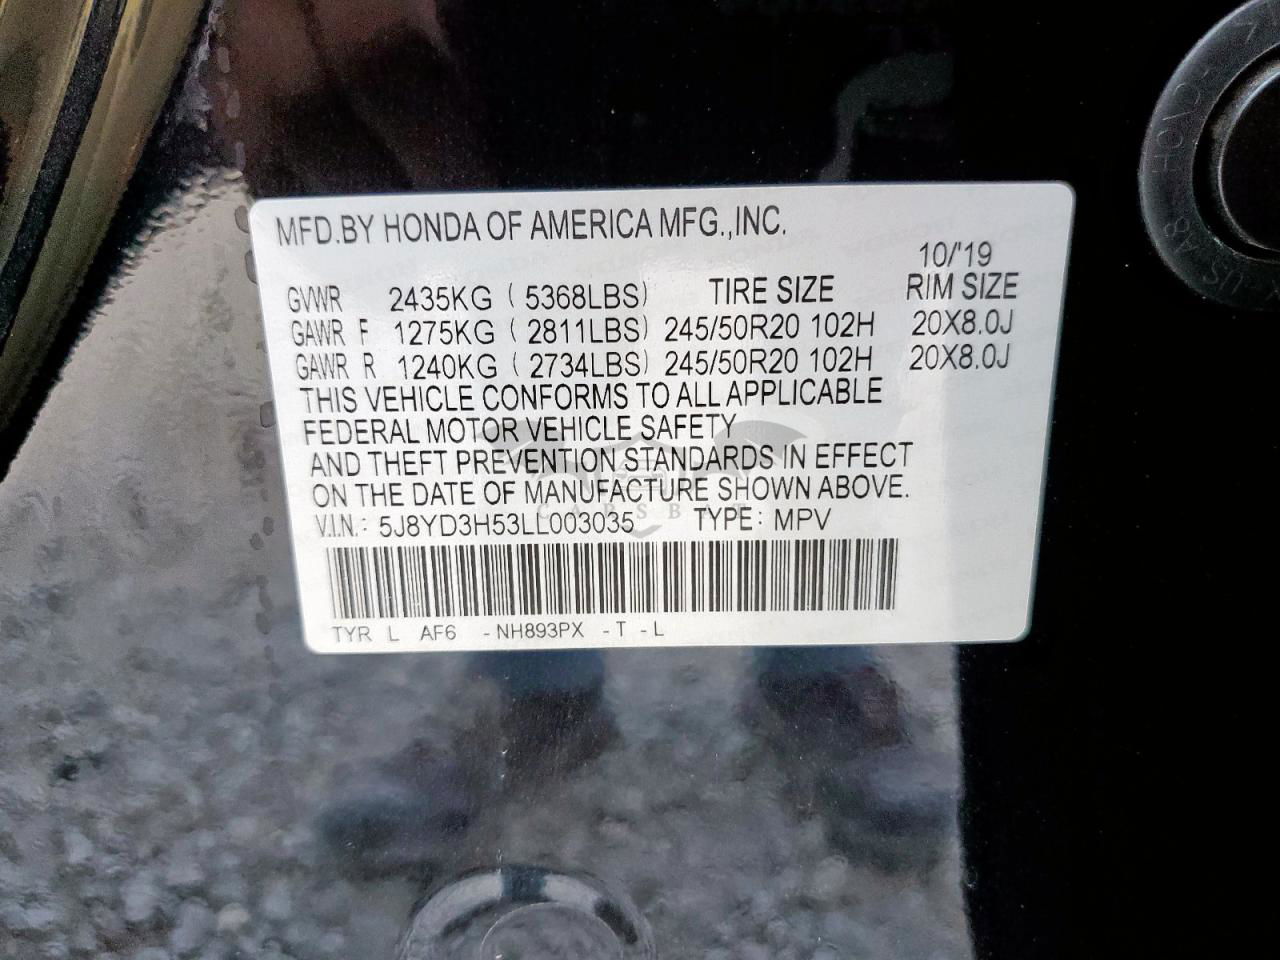 MFD.BY HONDA OF AMERICA MFG.,INC.
10/'19
GVWR 2435KG ( 5368LBS) TIRE SIZE RIM SIZE
GAWR F 1275KG ( 2811LBS) 245/50R20 102H 20X8.0J
GAWR R 1240KG ( 2734LBS) 245/50R20 102H 20X8.0J
THIS VEHICLE CONFORMS TO ALL APPLICABLE
FEDERAL MOTOR VEHICLE SAFETY
AND THEFT PREVENTION STANDARDS IN EFFECT
ON THE DATE OF MANUFACTURE SHOWN ABOVE.
CARSBAT
V.I.N.: 5J8YD3H53LL003035 TYPE: MPV
TYR L AF6 -NH893PX -T -L